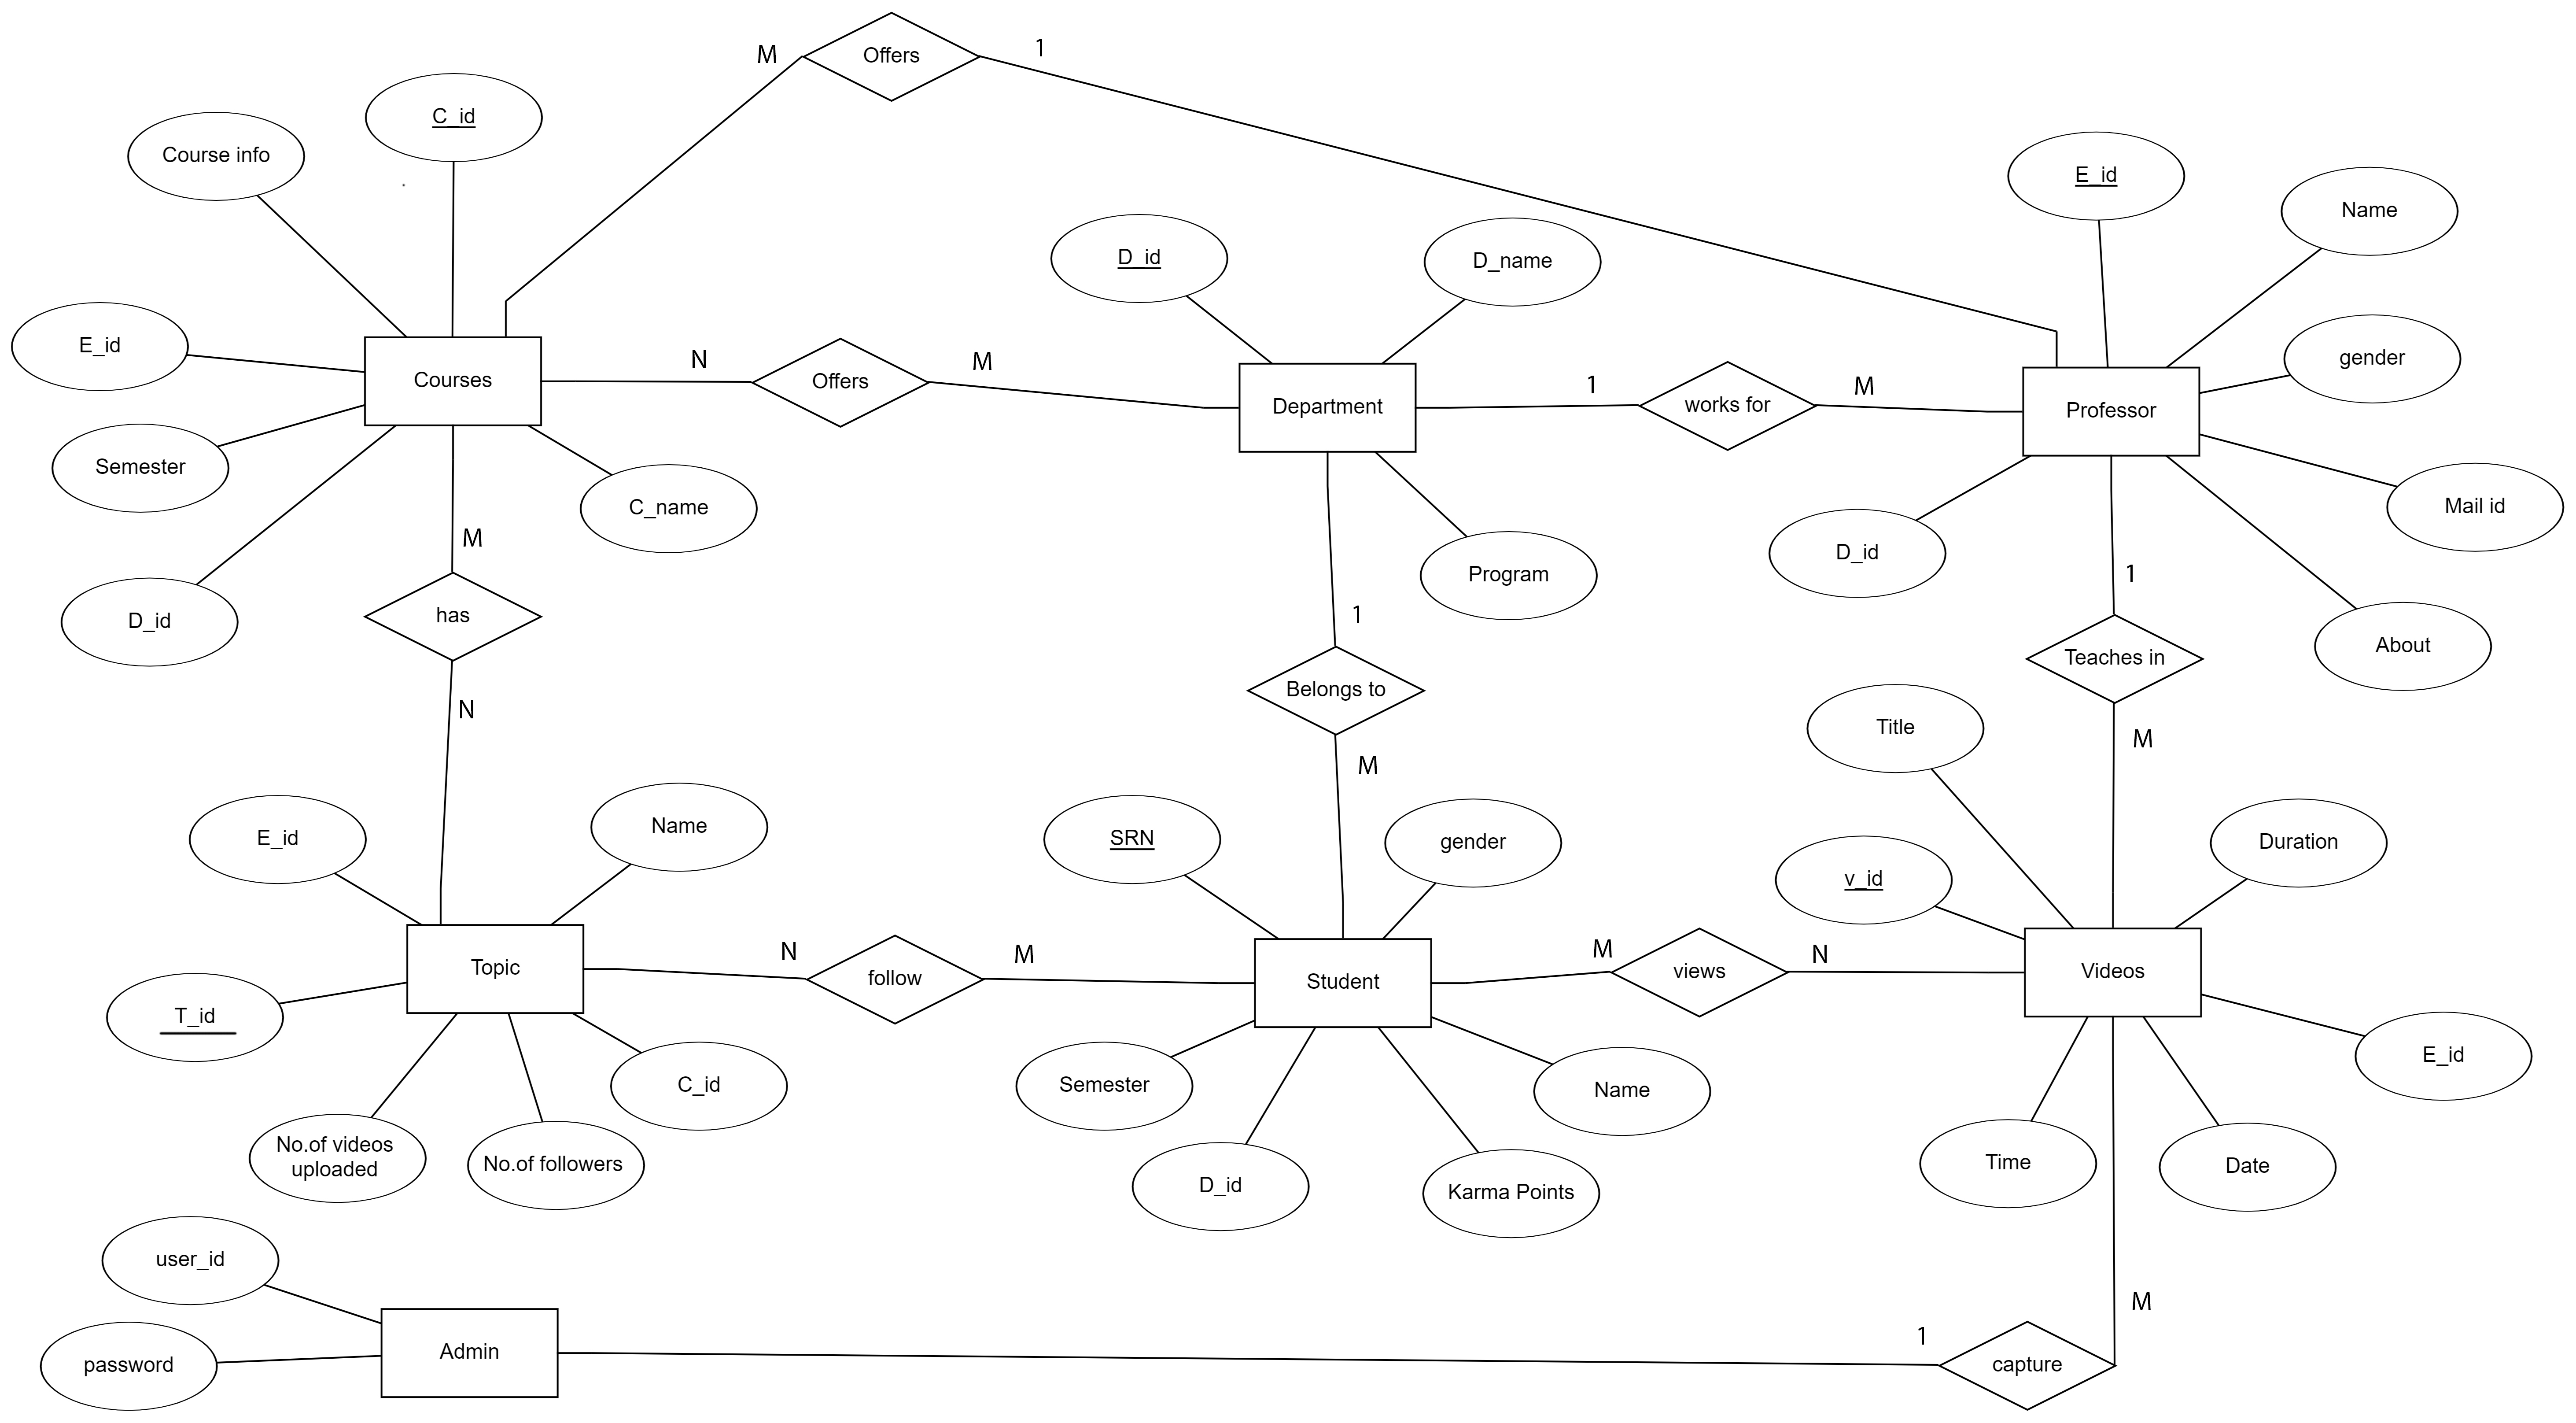 M
Offers
1
C_id
Course info
E_id
Name
D_id
D_name
E_id
gender
Courses
N
Offers
M
Department
1
works for
M
Professor
Semester
C_name
Mail id
M
D_id
Program
1
D_id
has
1
About
Belongs to
Teaches in
N
Title
M
M
E_id
Name
SRN
gender
Duration
v_id
Topic
N
follow
M
Student
M
views
N
Videos
T_id
C_id
Semester
Name
E_id
No.of videos
uploaded
No.of followers
D_id
Karma Points
Time
Date
user_id
M
Admin
1
capture
password